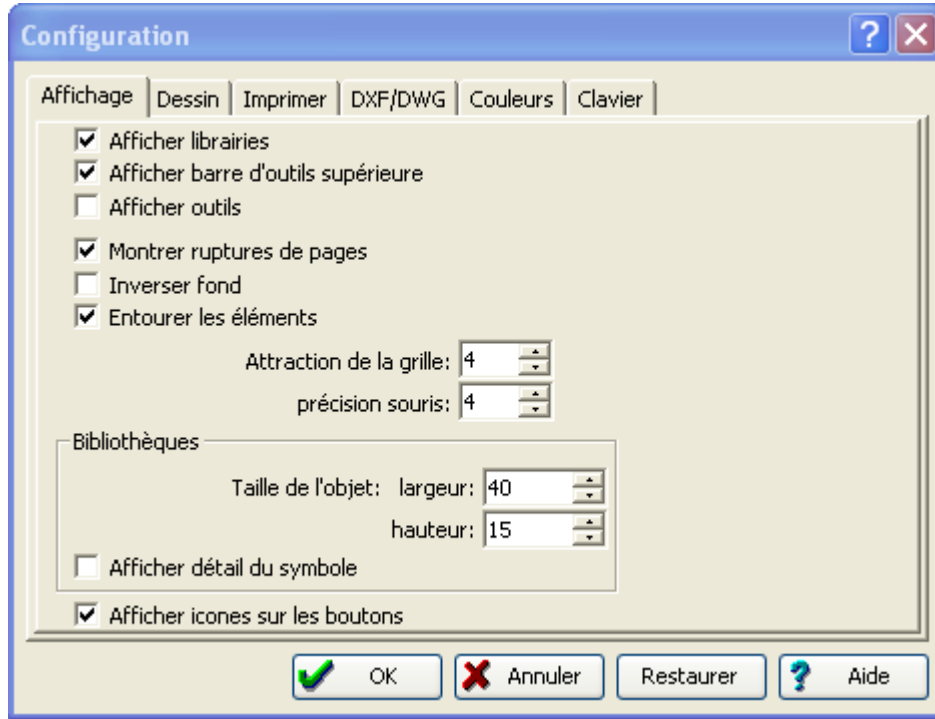 Configuration
Affichage Dessin Imprimer DXF/DWG Couleurs Clavier
Afficher librairies
Afficher barre d'outils supérieure
Afficher outils
Montrer ruptures de pages
Inverser fond
Entourer les éléments
Attraction de la grille: 4
précision souris: 4
Bibliothèques
Taille de l'objet: largeur: 40
hauteur: 15
Afficher détail du symbole
Afficher icones sur les boutons
OK Annuler Restaurer Aide